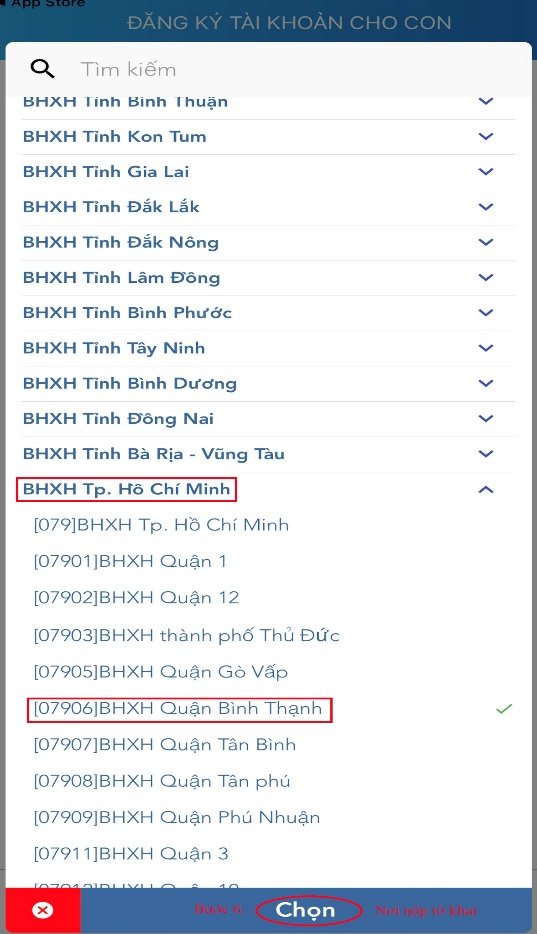 App Store
ĐĂNG KÝ TÀI KHOẢN CHO CON
Tìm kiếm
BHXH Tỉnh Bình Thuận
BHXH Tỉnh Kon Tum
BHXH Tỉnh Gia Lai
BHXH Tỉnh Đắk Lắk
BHXH Tỉnh Đắk Nông
BHXH Tỉnh Lâm Đồng
BHXH Tỉnh Bình Phước
BHXH Tỉnh Tây Ninh
BHXH Tỉnh Bình Dương
BHXH Tỉnh Đồng Nai
BHXH Tỉnh Bà Rịa - Vũng Tàu
BHXH Tp. Hồ Chí Minh
[079]BHXH Tp. Hồ Chí Minh
[07901]BHXH Quận 1
[07902]BHXH Quận 12
[07903]BHXH thành phố Thủ Đức
[07905]BHXH Quận Gò Vấp
[07906]BHXH Quận Bình Thạnh
[07907]BHXH Quận Tân Bình
[07908]BHXH Quận Tân phú
[07909]BHXH Quận Phú Nhuận
[07911]BHXH Quận 3
[07912]BHXH Quận 10
Bước 6: Chọn Nơi nộp tờ khai